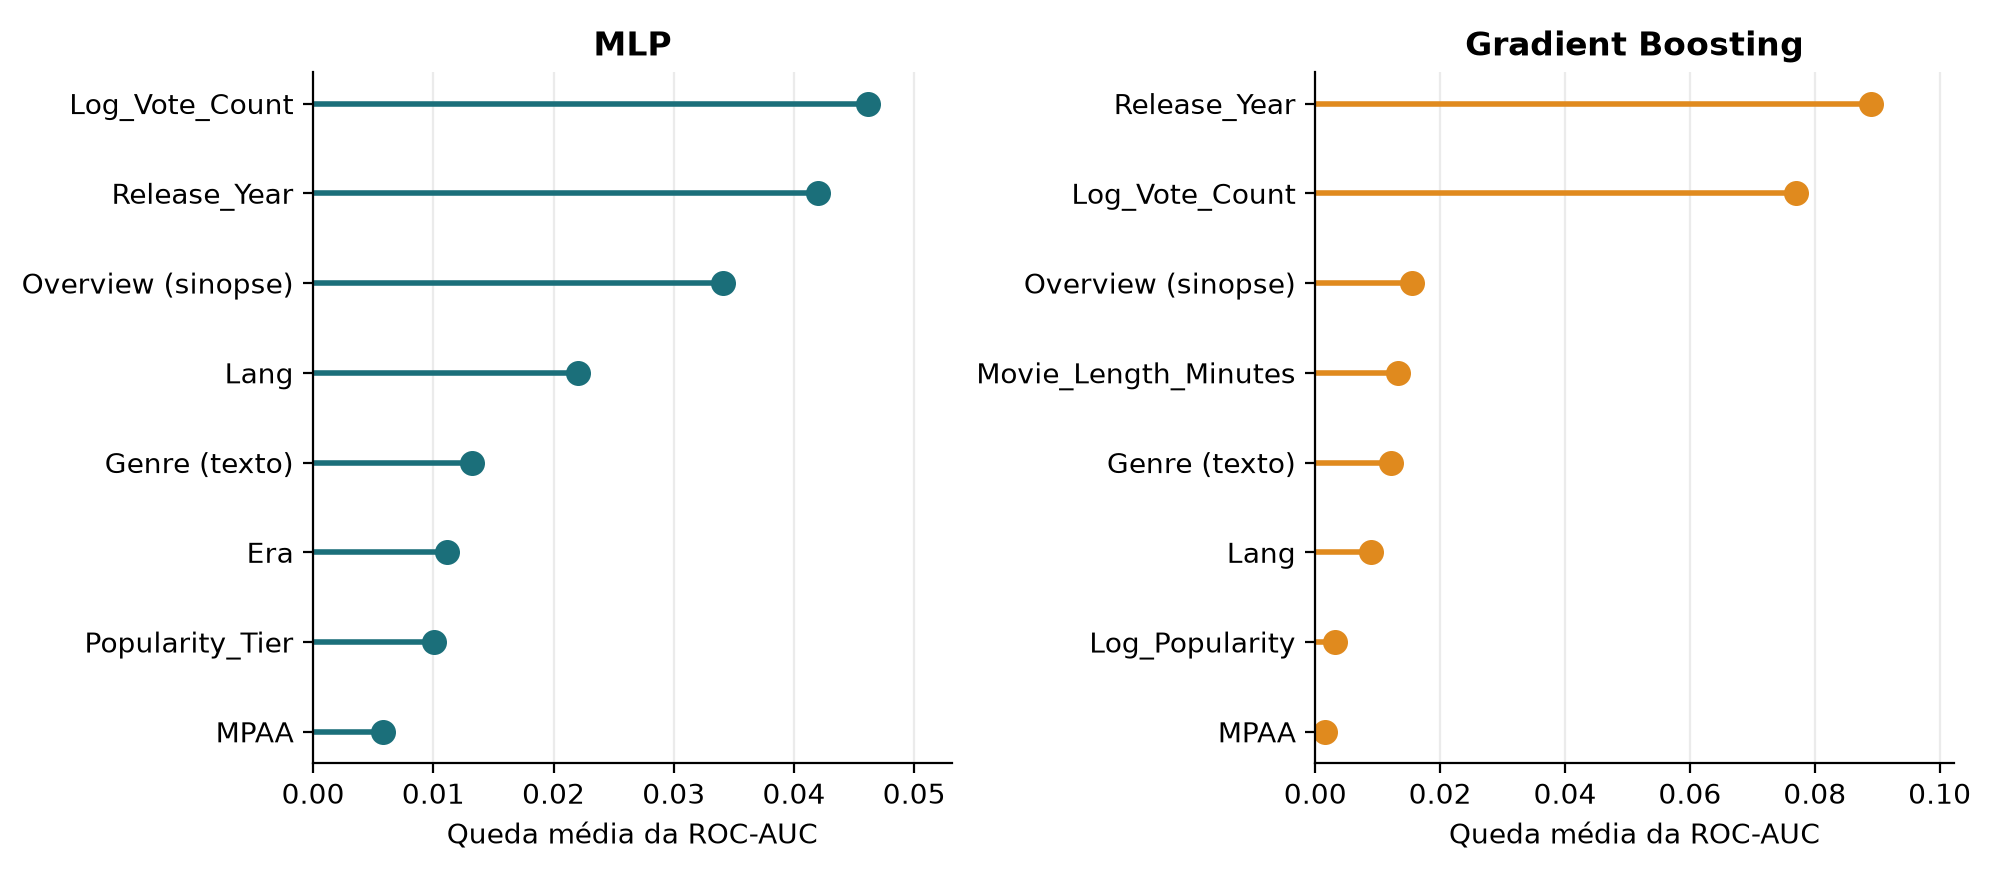 MLP
Log_Vote_Count
Release_Year
Overview (sinopse)
Lang
Genre (texto)
Era
Popularity_Tier
MPAA
0.00 0.01 0.02 0.03 0.04 0.05
Queda média da ROC-AUC
Gradient Boosting
Release_Year
Log_Vote_Count
Overview (sinopse)
Movie_Length_Minutes
Genre (texto)
Lang
Log_Popularity
MPAA
0.00 0.02 0.04 0.06 0.08 0.10
Queda média da ROC-AUC